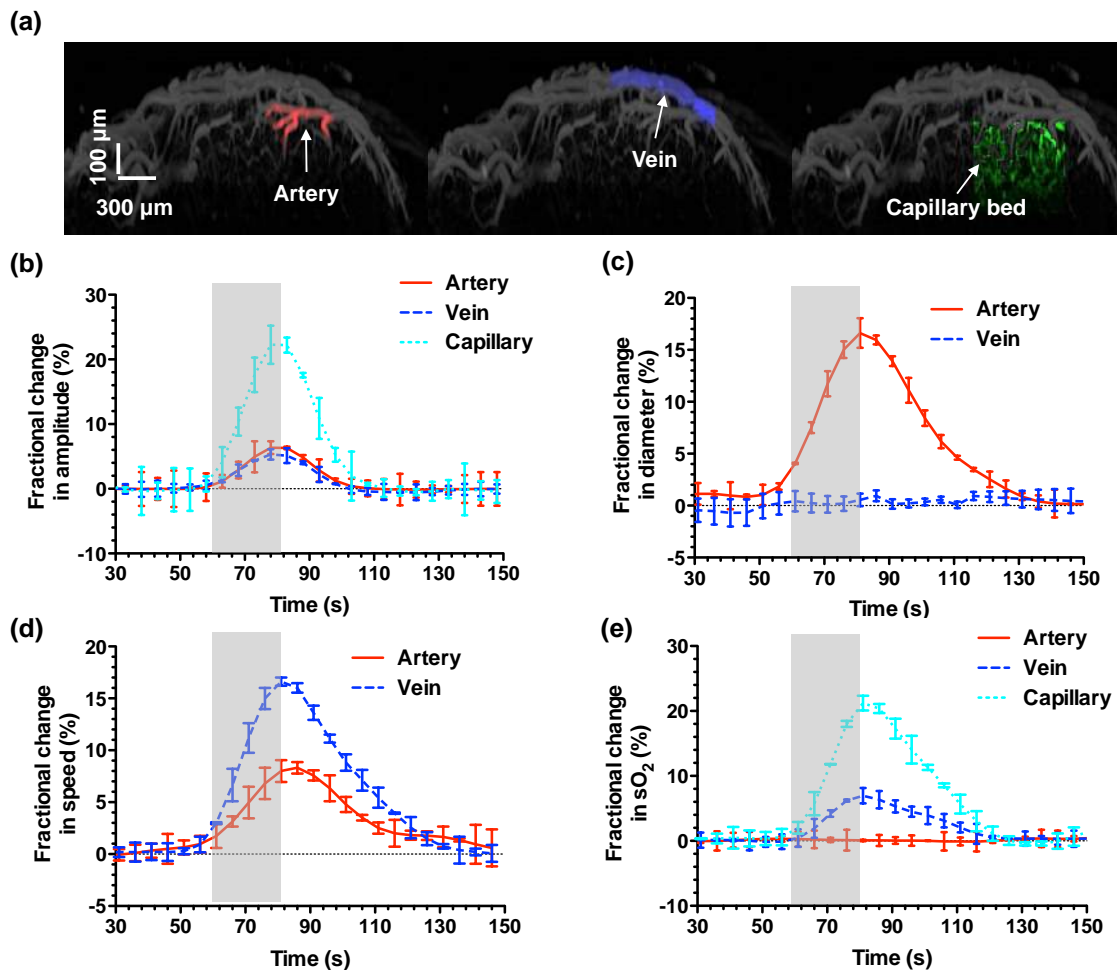 (a)
100 µm
300 µm
Artery
Vein
Capillary bed
(b)
Artery
Vein
Capillary
Fractional change
in amplitude (%)
30
20
10
0
-10
30 50 70 90 110 130 150
Time (s)
(c)
Artery
Vein
Fractional change
in diameter (%)
20
15
10
5
0
-5
30 50 70 90 110 130 150
Time (s)
(d)
Artery
Vein
Fractional change
in speed (%)
20
15
10
5
0
-5
30 50 70 90 110 130 150
Time (s)
(e)
Artery
Vein
Capillary
Fractional change
in sO₂ (%)
30
20
10
0
-10
30 50 70 90 110 130 150
Time (s)